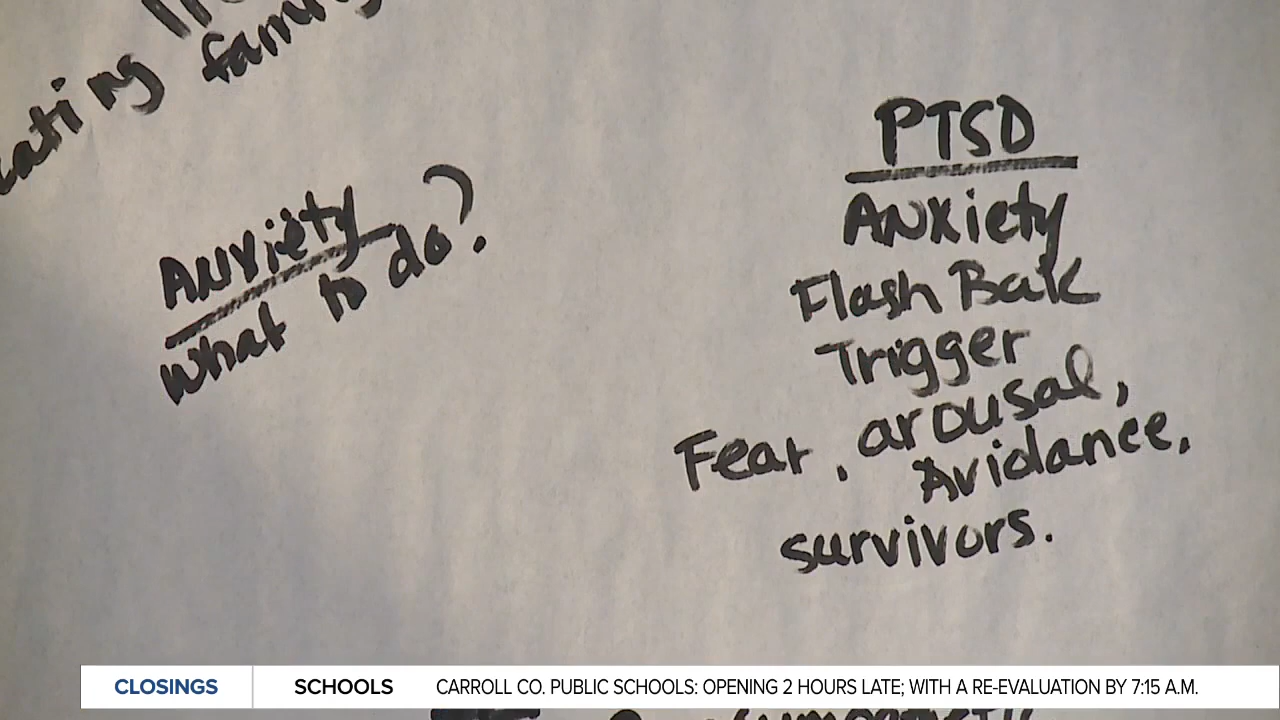 family
PTSD
Anxiety
Anxiety
what to do?
Flash Bak
Trigger
Fear, arousal,
Avidance,
survivors.
CLOSINGS SCHOOLS CARROLL CO. PUBLIC SCHOOLS: OPENING 2 HOURS LATE; WITH A RE-EVALUATION BY 7:15 A.M.